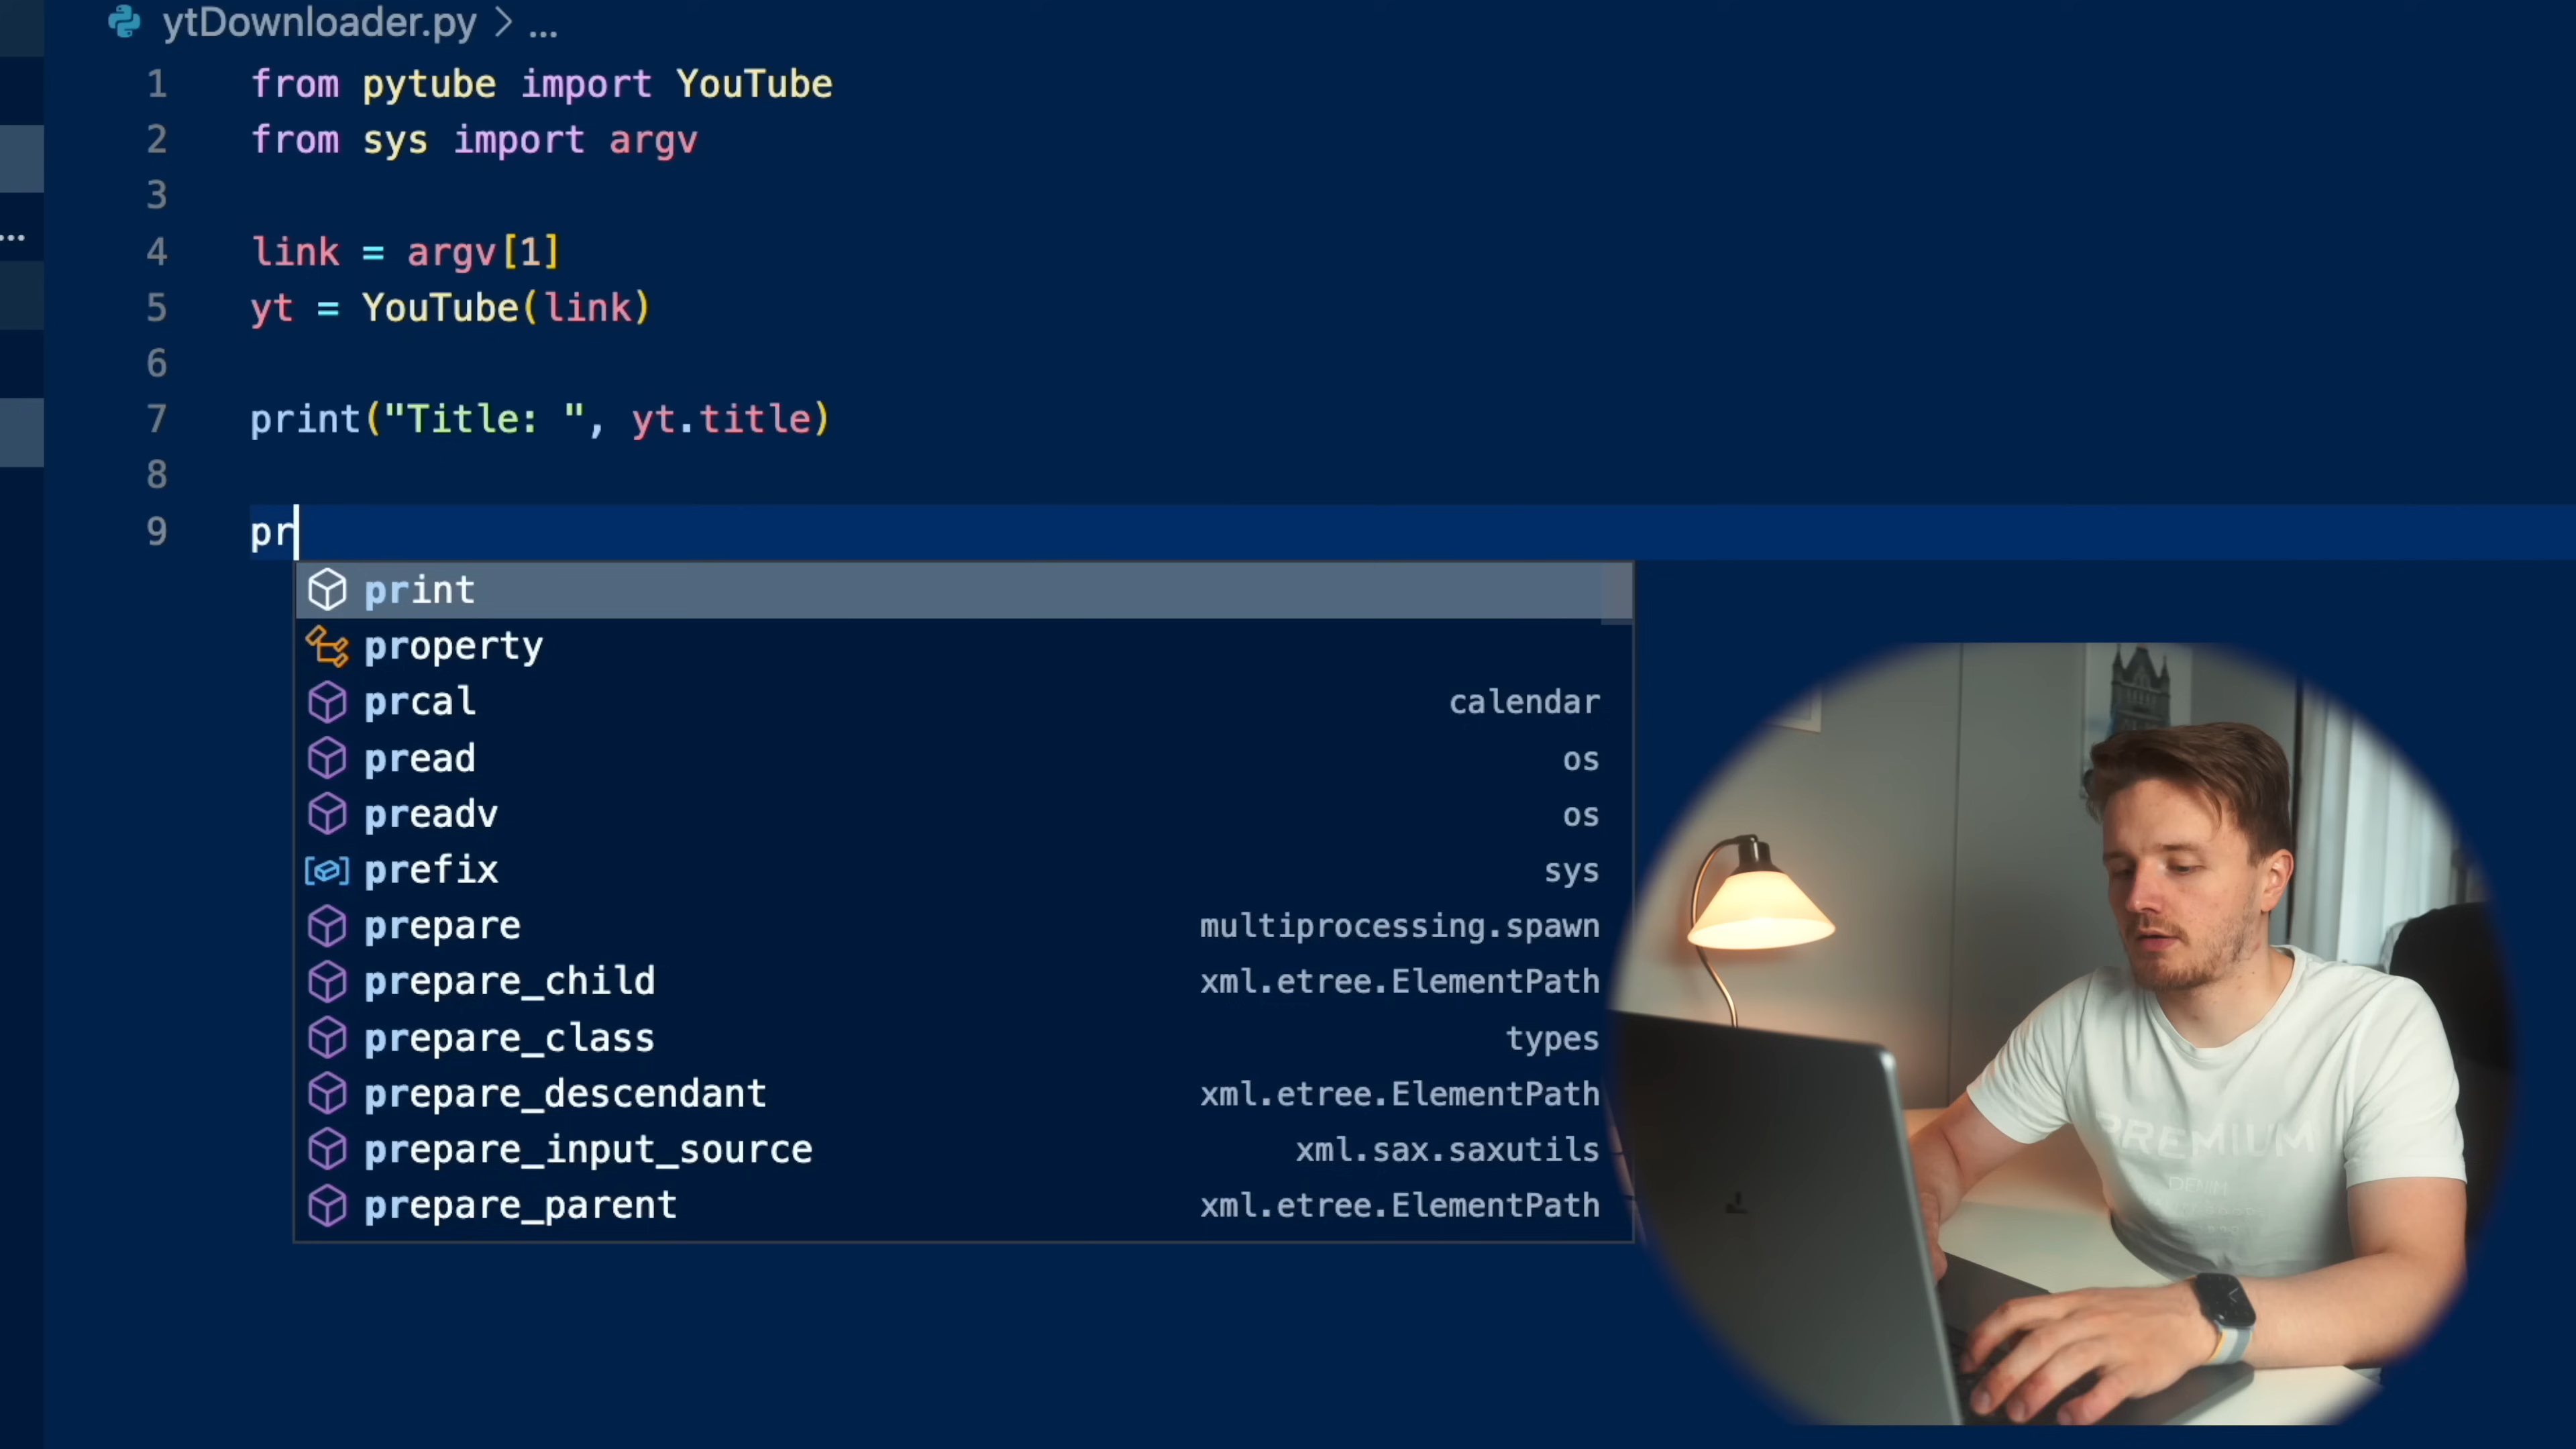 ytDownloader.py > ...
1 from pytube import YouTube
2 from sys import argv
3
4 link = argv[1]
5 yt = YouTube(link)
6
7 print("Title: ", yt.title)
8
9 pr
print
property
prcal calendar
pread os
preadv os
prefix sys
prepare multiprocessing.spawn
prepare_child xml.etree.ElementPath
prepare_class types
prepare_descendant xml.etree.ElementPath
prepare_input_source xml.sax.saxutils
prepare_parent xml.etree.ElementPath
...
PREMIUM
DENIM